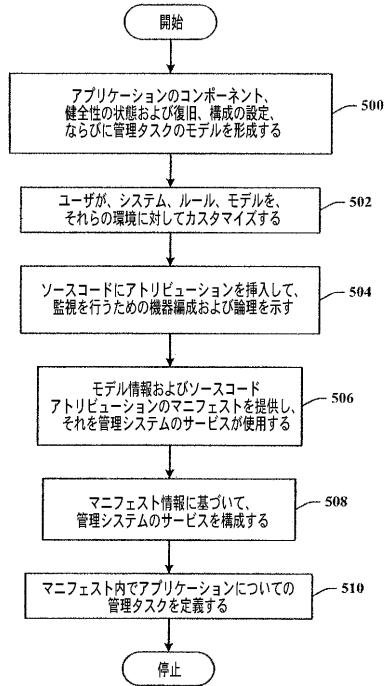 開始
アプリケーションのコンポーネント、
健全性の状態および復旧、構成の設定、
ならびに管理タスクのモデルを形成する
500
ユーザが、システム、ルール、モデルを、
それらの環境に対してカスタマイズする
502
ソースコードにアトリビューションを挿入して、
監視を行うための機器編成および論理を示す
504
モデル情報およびソースコード
アトリビューションのマニフェストを提供し、
それを管理システムのサービスが使用する
506
マニフェスト情報に基づいて、
管理システムのサービスを構成する
508
マニフェスト内でアプリケーションについての
管理タスクを定義する
510
停止